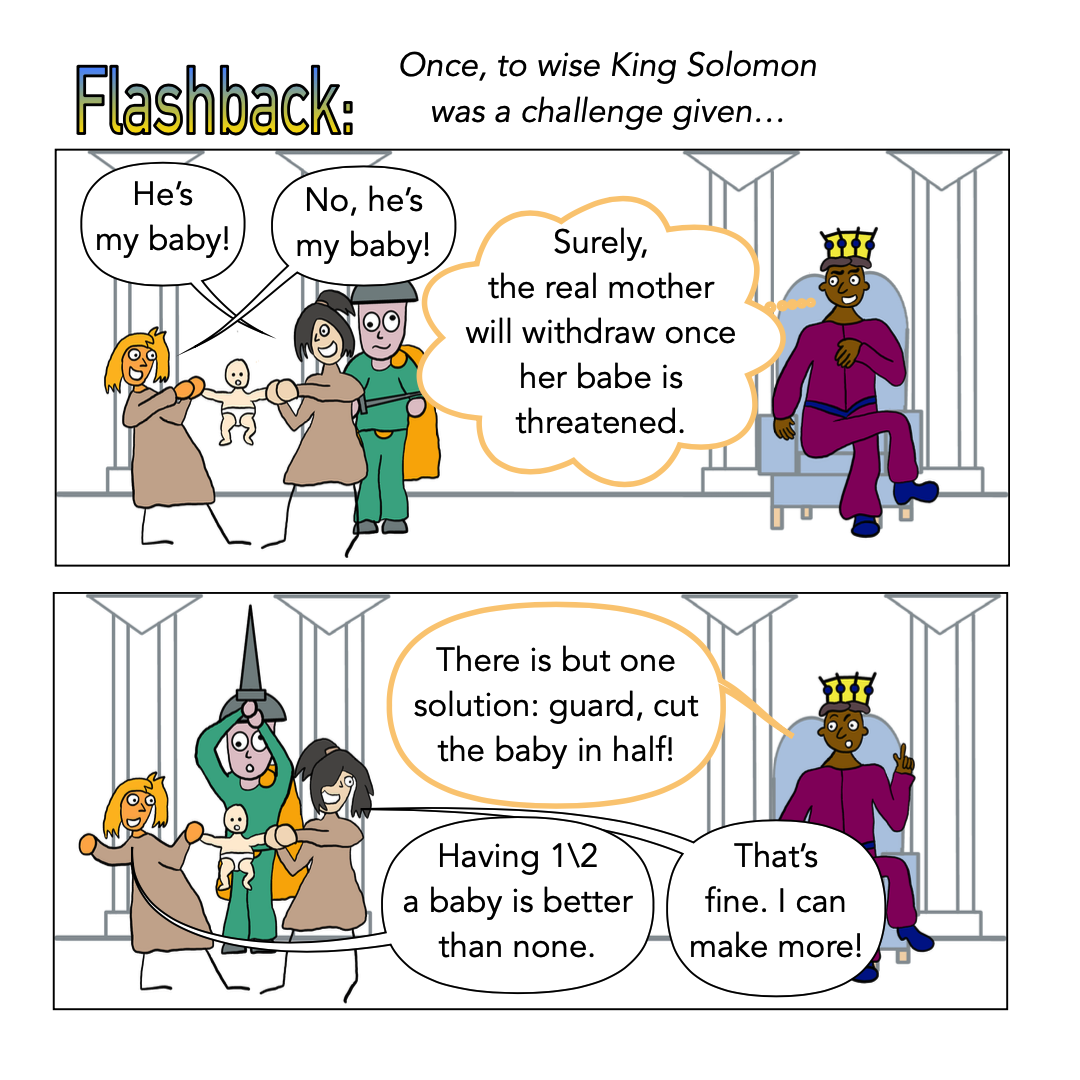 Flashback:
Once, to wise King Solomon
was a challenge given...
He's
my baby!
No, he's
my baby!
Surely,
the real mother
will withdraw once
her babe is
threatened.
There is but one
solution: guard, cut
the baby in half!
Having 1\2
a baby is better
than none.
That's
fine. I can
make more!